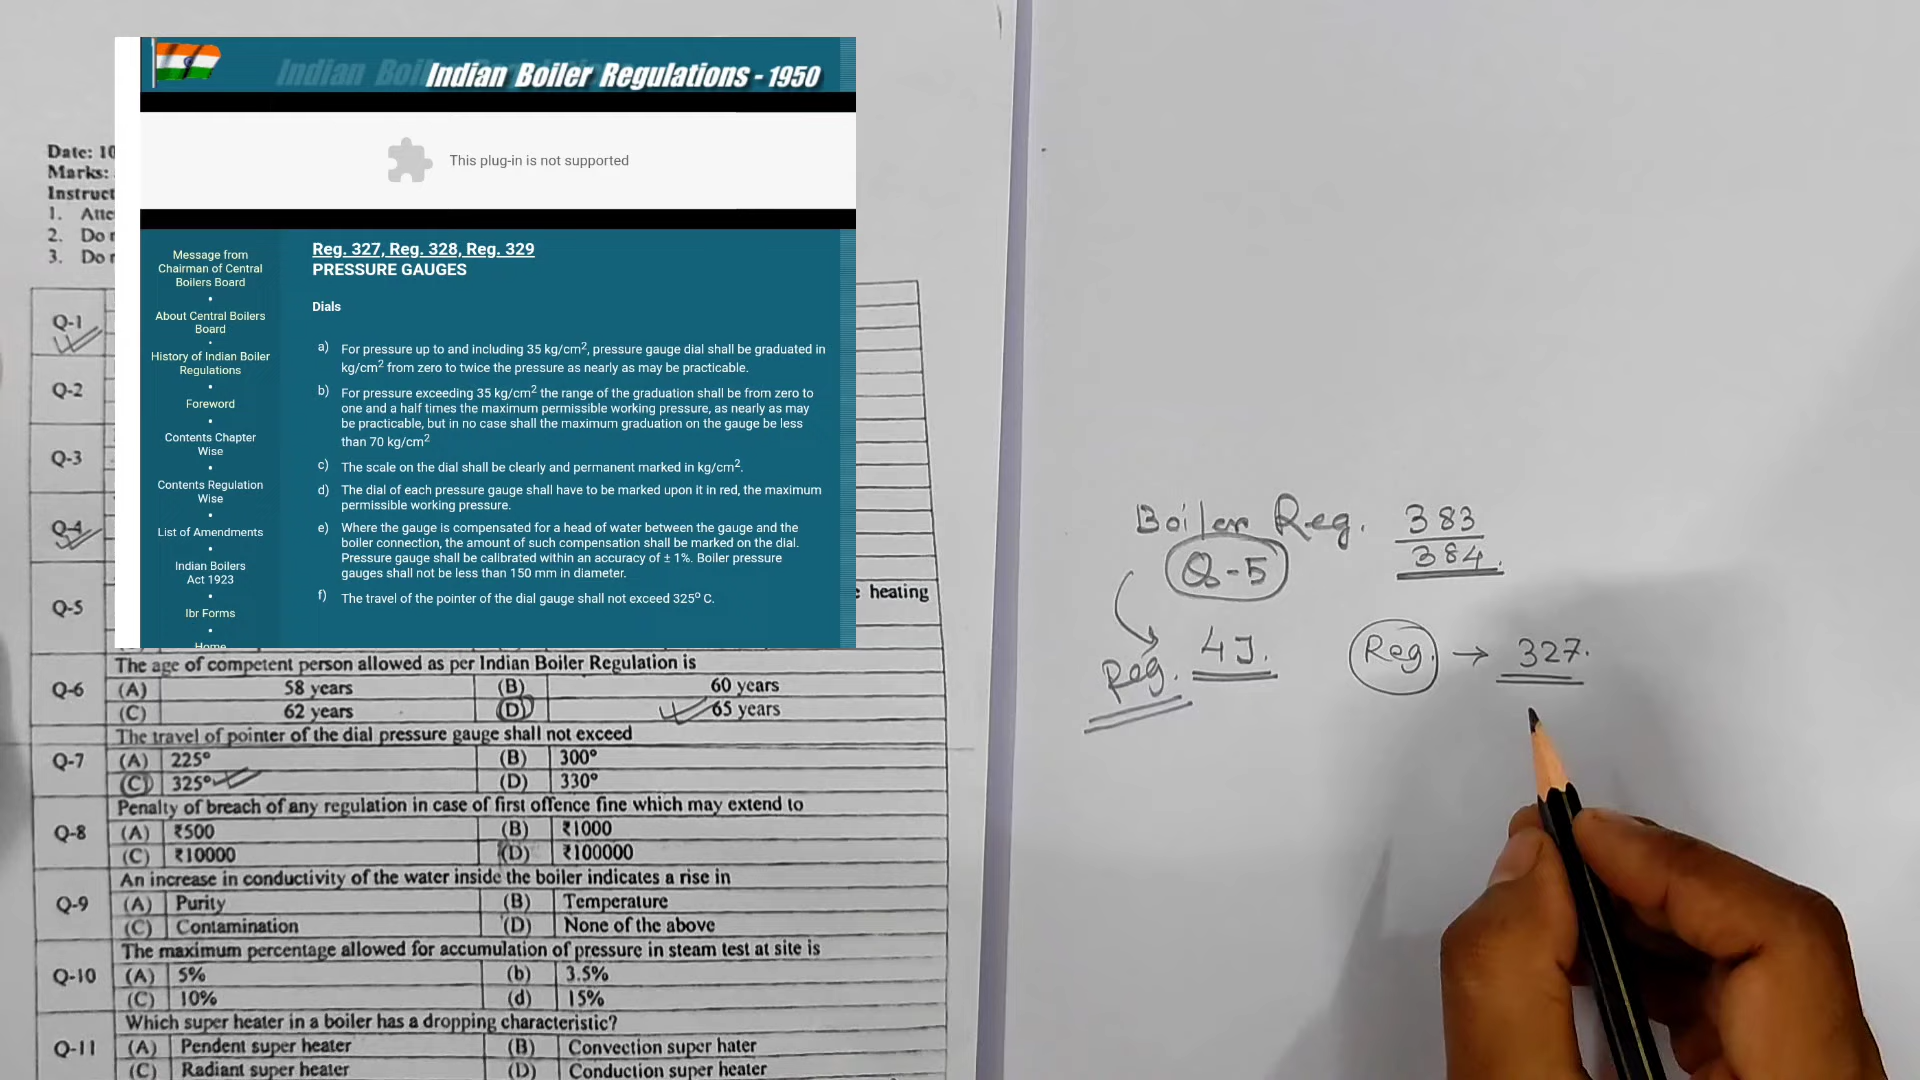 Indian Boiler Regulations - 1950
This plug-in is not supported
Message from
Chairman of Central
Boilers Board
•
About Central Boilers
Board
•
History of Indian Boiler
Regulations
•
Foreword
•
Contents Chapter
Wise
•
Contents Regulation
Wise
•
List of Amendments
•
Indian Boilers
Act 1923
•
Ibr Forms
•
Home
Reg. 327, Reg. 328, Reg. 329
PRESSURE GAUGES
Dials
a) For pressure up to and including 35 kg/cm², pressure gauge dial shall be graduated in
kg/cm² from zero to twice the pressure as nearly as may be practicable.
b) For pressure exceeding 35 kg/cm² the range of the graduation shall be from zero to
one and a half times the maximum permissible working pressure, as nearly as may
be practicable, but in no case shall the maximum graduation on the gauge be less
than 70 kg/cm²
c) The scale on the dial shall be clearly and permanent marked in kg/cm².
d) The dial of each pressure gauge shall have to be marked upon it in red, the maximum
permissible working pressure.
e) Where the gauge is compensated for a head of water between the gauge and the
boiler connection, the amount of such compensation shall be marked on the dial.
Pressure gauge shall be calibrated within an accuracy of ± 1%. Boiler pressure
gauges shall not be less than 150 mm in diameter.
f) The travel of the pointer of the dial gauge shall not exceed 325° C.
Date: 10
Marks:
Instruct
1. Atte
2. Do
3. Do
Q-1
Q-2
Q-3
Q-4
Q-5 heating
Q-6 The age of competent person allowed as per Indian Boiler Regulation is
(A) 58 years (B) 60 years
(C) 62 years (D) 65 years
Q-7 The travel of pointer of the dial pressure gauge shall not exceed
(A) 225° (B) 300°
(C) 325° (D) 330°
Q-8 Penalty of breach of any regulation in case of first offence fine which may extend to
(A) ₹500 (B) ₹1000
(C) ₹10000 (D) ₹100000
Q-9 An increase in conductivity of the water inside the boiler indicates a rise in
(A) Purity (B) Temperature
(C) Contamination (D) None of the above
Q-10 The maximum percentage allowed for accumulation of pressure in steam test at site is
(A) 5% (b) 3.5%
(C) 10% (d) 15%
Q-11 Which super heater in a boiler has a dropping characteristic?
(A) Pendent super heater (B) Convection super hater
(C) Radiant super heater (D) Conduction super heater
Boiler Reg. 383
384.
Q-5
Reg. 4J.
Reg. → 327.